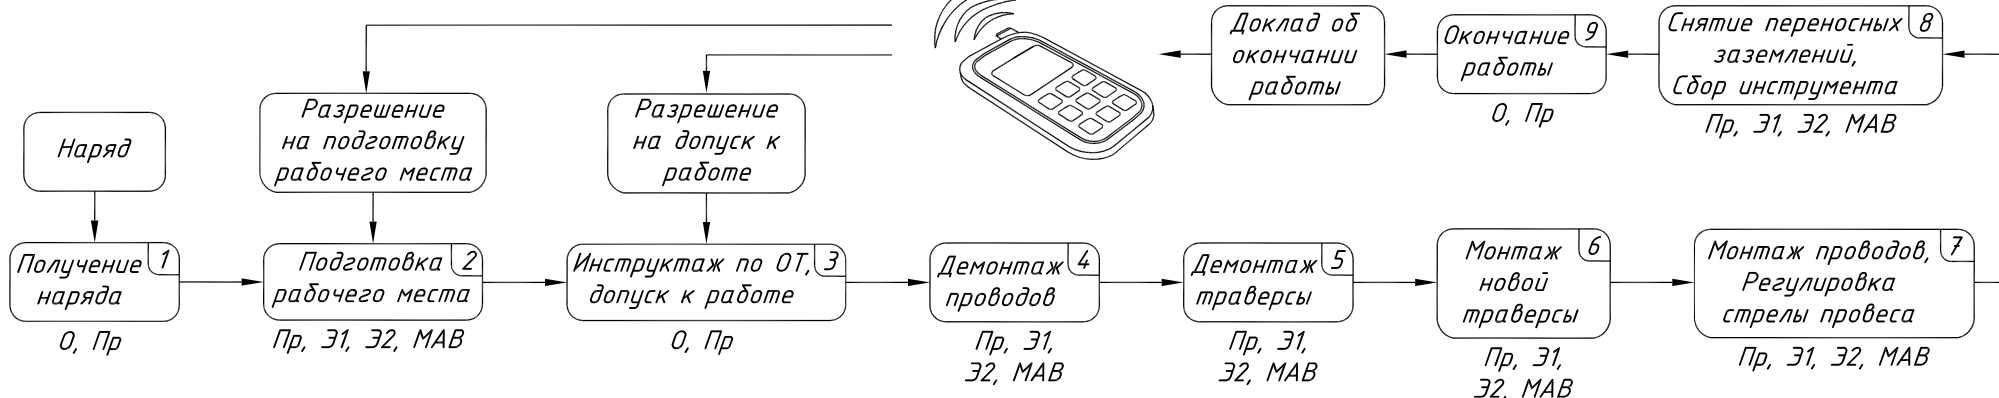 Наряд
Получение 1
наряда
О, Пр
Разрешение
на подготовку
рабочего места
Подготовка 2
рабочего места
Пр, Э1, Э2, МАВ
Разрешение
на допуск к
работе
Инструктаж по ОТ, 3
допуск к работе
О, Пр
Демонтаж 4
проводов
Пр, Э1,
Э2, МАВ
Демонтаж 5
траверсы
Пр, Э1,
Э2, МАВ
Монтаж 6
новой
траверсы
Пр, Э1,
Э2, МАВ
Монтаж проводов, 7
Регулировка
стрелы провеса
Пр, Э1, Э2, МАВ
Снятие переносных 8
заземлений,
Сбор инструмента
Пр, Э1, Э2, МАВ
Окончание 9
работы
О, Пр
Доклад об
окончании
работы